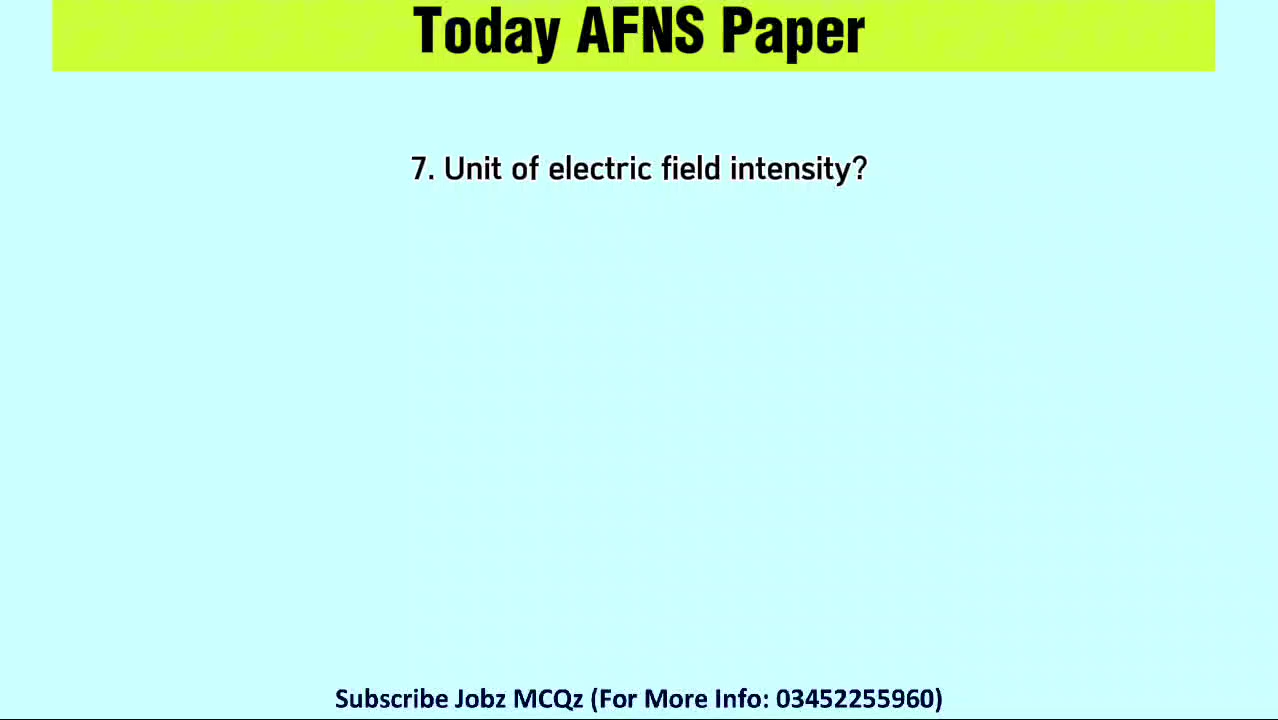 Today AFNS Paper
7. Unit of electric field intensity?
Subscribe Jobz MCQz (For More Info: 03452255960)